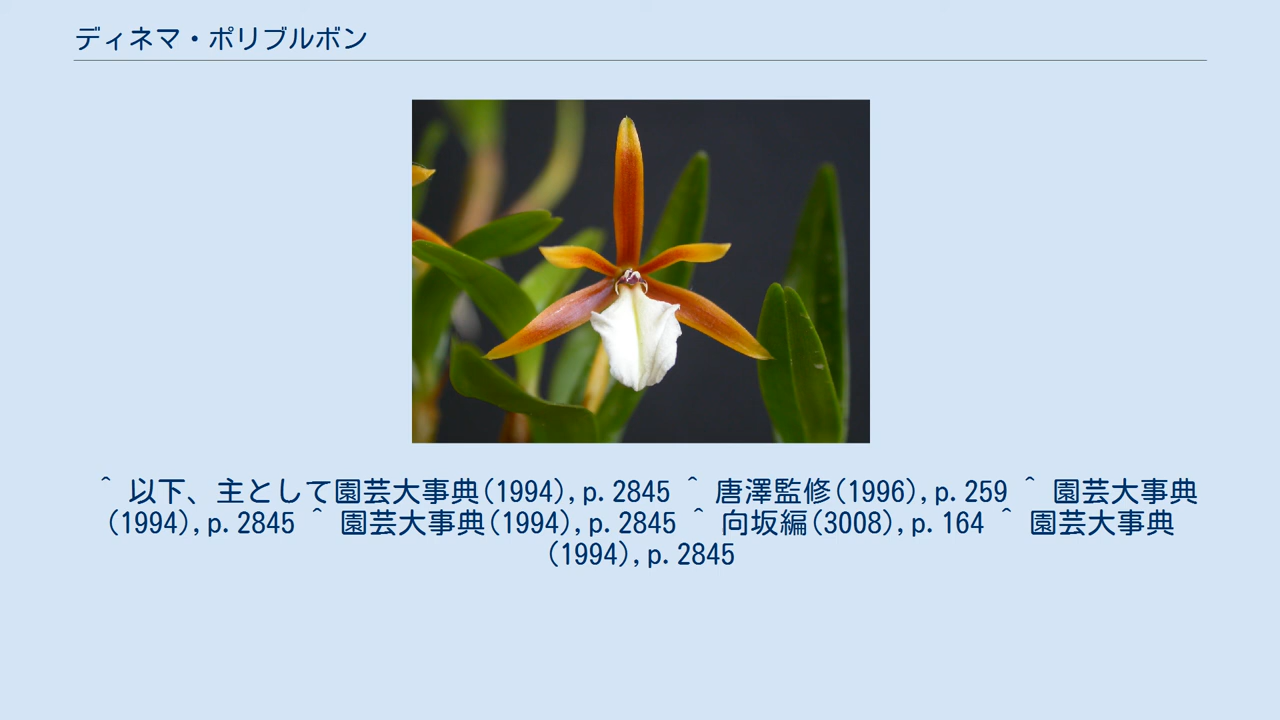 ディネマ・ポリブルボン
^ 以下、主として園芸大事典(1994),p.2845 ^ 唐澤監修(1996),p.259 ^ 園芸大事典
(1994),p.2845 ^ 園芸大事典(1994),p.2845 ^ 向坂編(3008),p.164 ^ 園芸大事典
(1994),p.2845